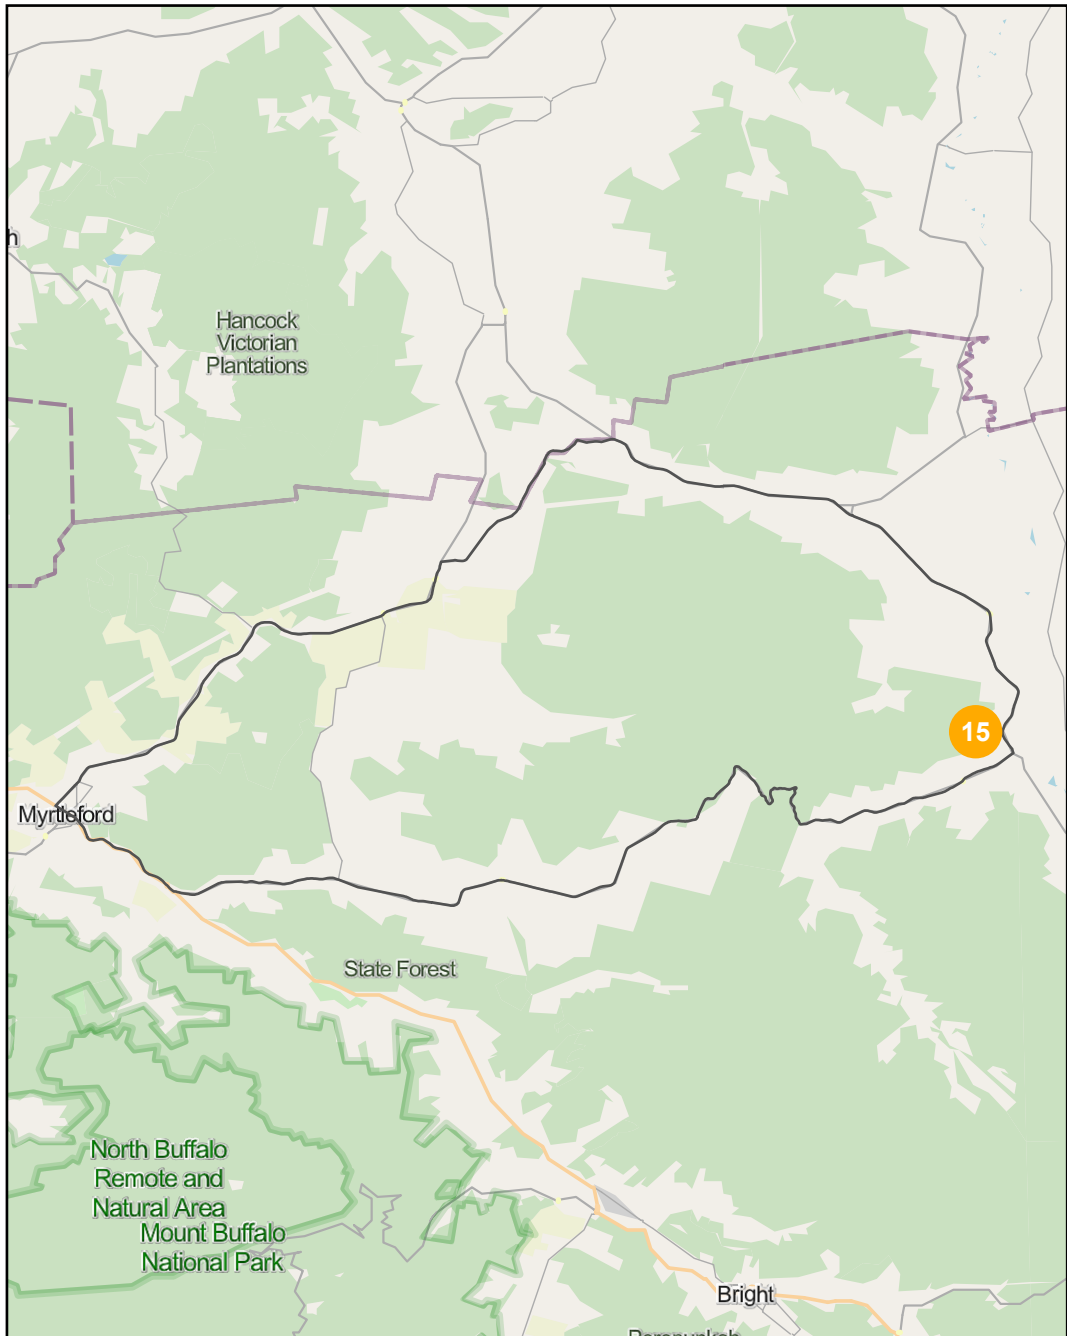 h
Hancock
Victorian
Plantations
15
Myrtleford
State Forest
North Buffalo
Remote and
Natural Area
Mount Buffalo
National Park
Bright